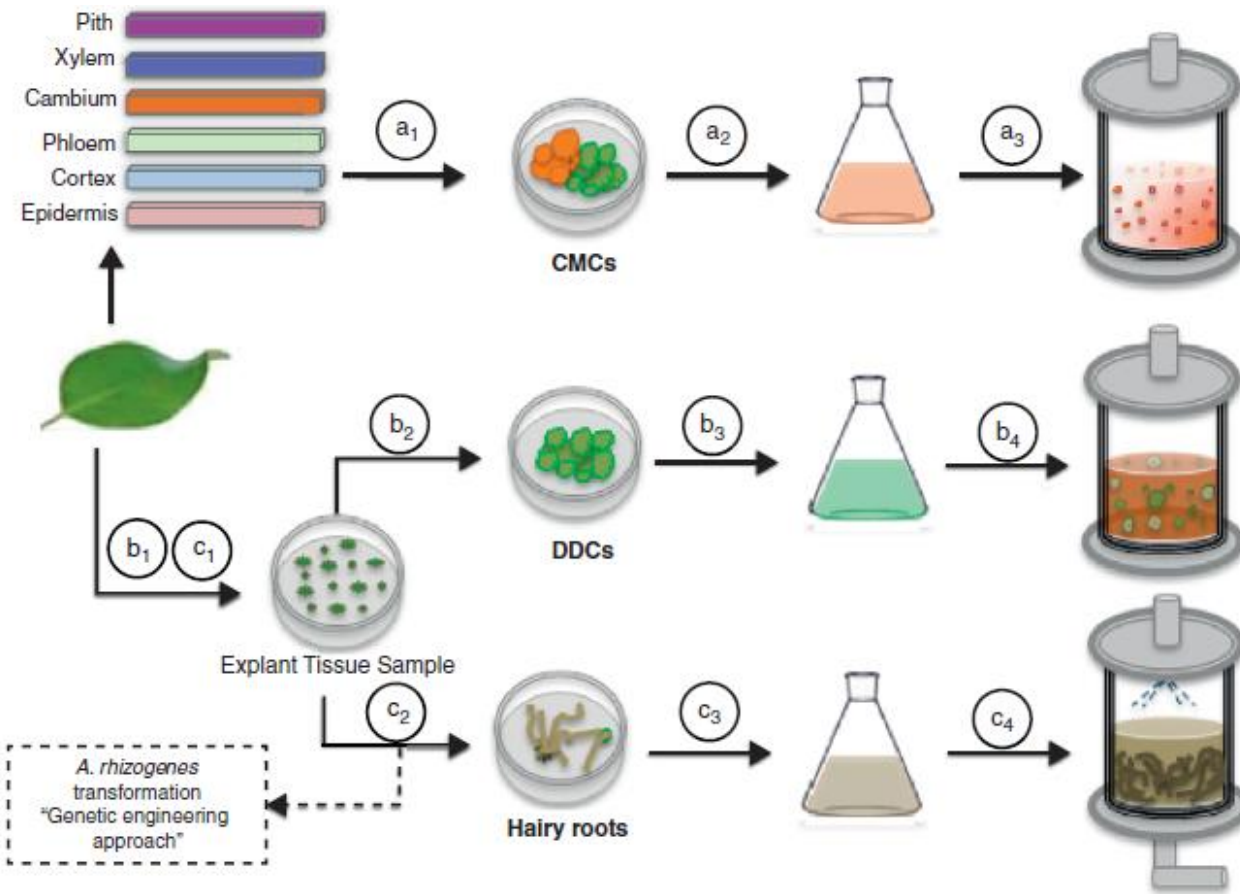 Pith
Xylem
Cambium
Phloem
Cortex
Epidermis
a1
a2
a3
CMCs
b2
b3
b4
DDCs
b1
c1
Explant Tissue Sample
c2
c3
c4
Hairy roots
A. rhizogenes
transformation
“Genetic engineering
approach”